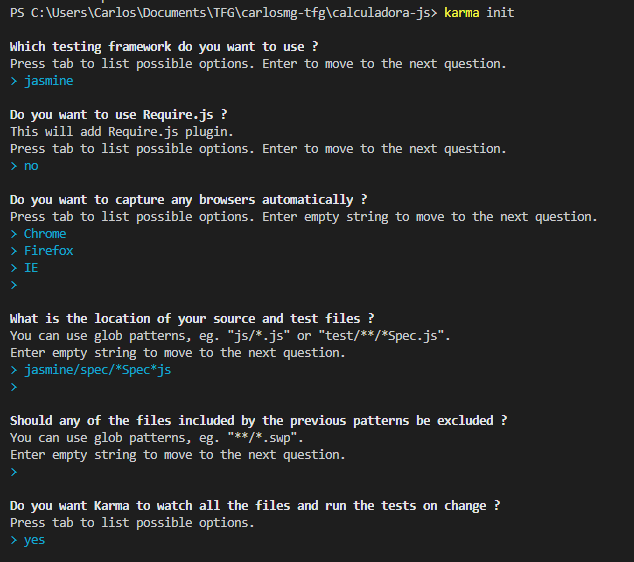 PS C:\Users\Carlos\Documents\TFG\carlosmg-tfg\calculadora-js> karma init
Which testing framework do you want to use ?
Press tab to list possible options. Enter to move to the next question.
> jasmine
Do you want to use Require.js ?
This will add Require.js plugin.
Press tab to list possible options. Enter to move to the next question.
> no
Do you want to capture any browsers automatically ?
Press tab to list possible options. Enter empty string to move to the next question.
> Chrome
> Firefox
> IE
>
What is the location of your source and test files ?
You can use glob patterns, eg. "js/*.js" or "test/**/*Spec.js".
Enter empty string to move to the next question.
> jasmine/spec/*Spec*js
>
Should any of the files included by the previous patterns be excluded ?
You can use glob patterns, eg. "**/*.swp".
Enter empty string to move to the next question.
>
Do you want Karma to watch all the files and run the tests on change ?
Press tab to list possible options.
> yes